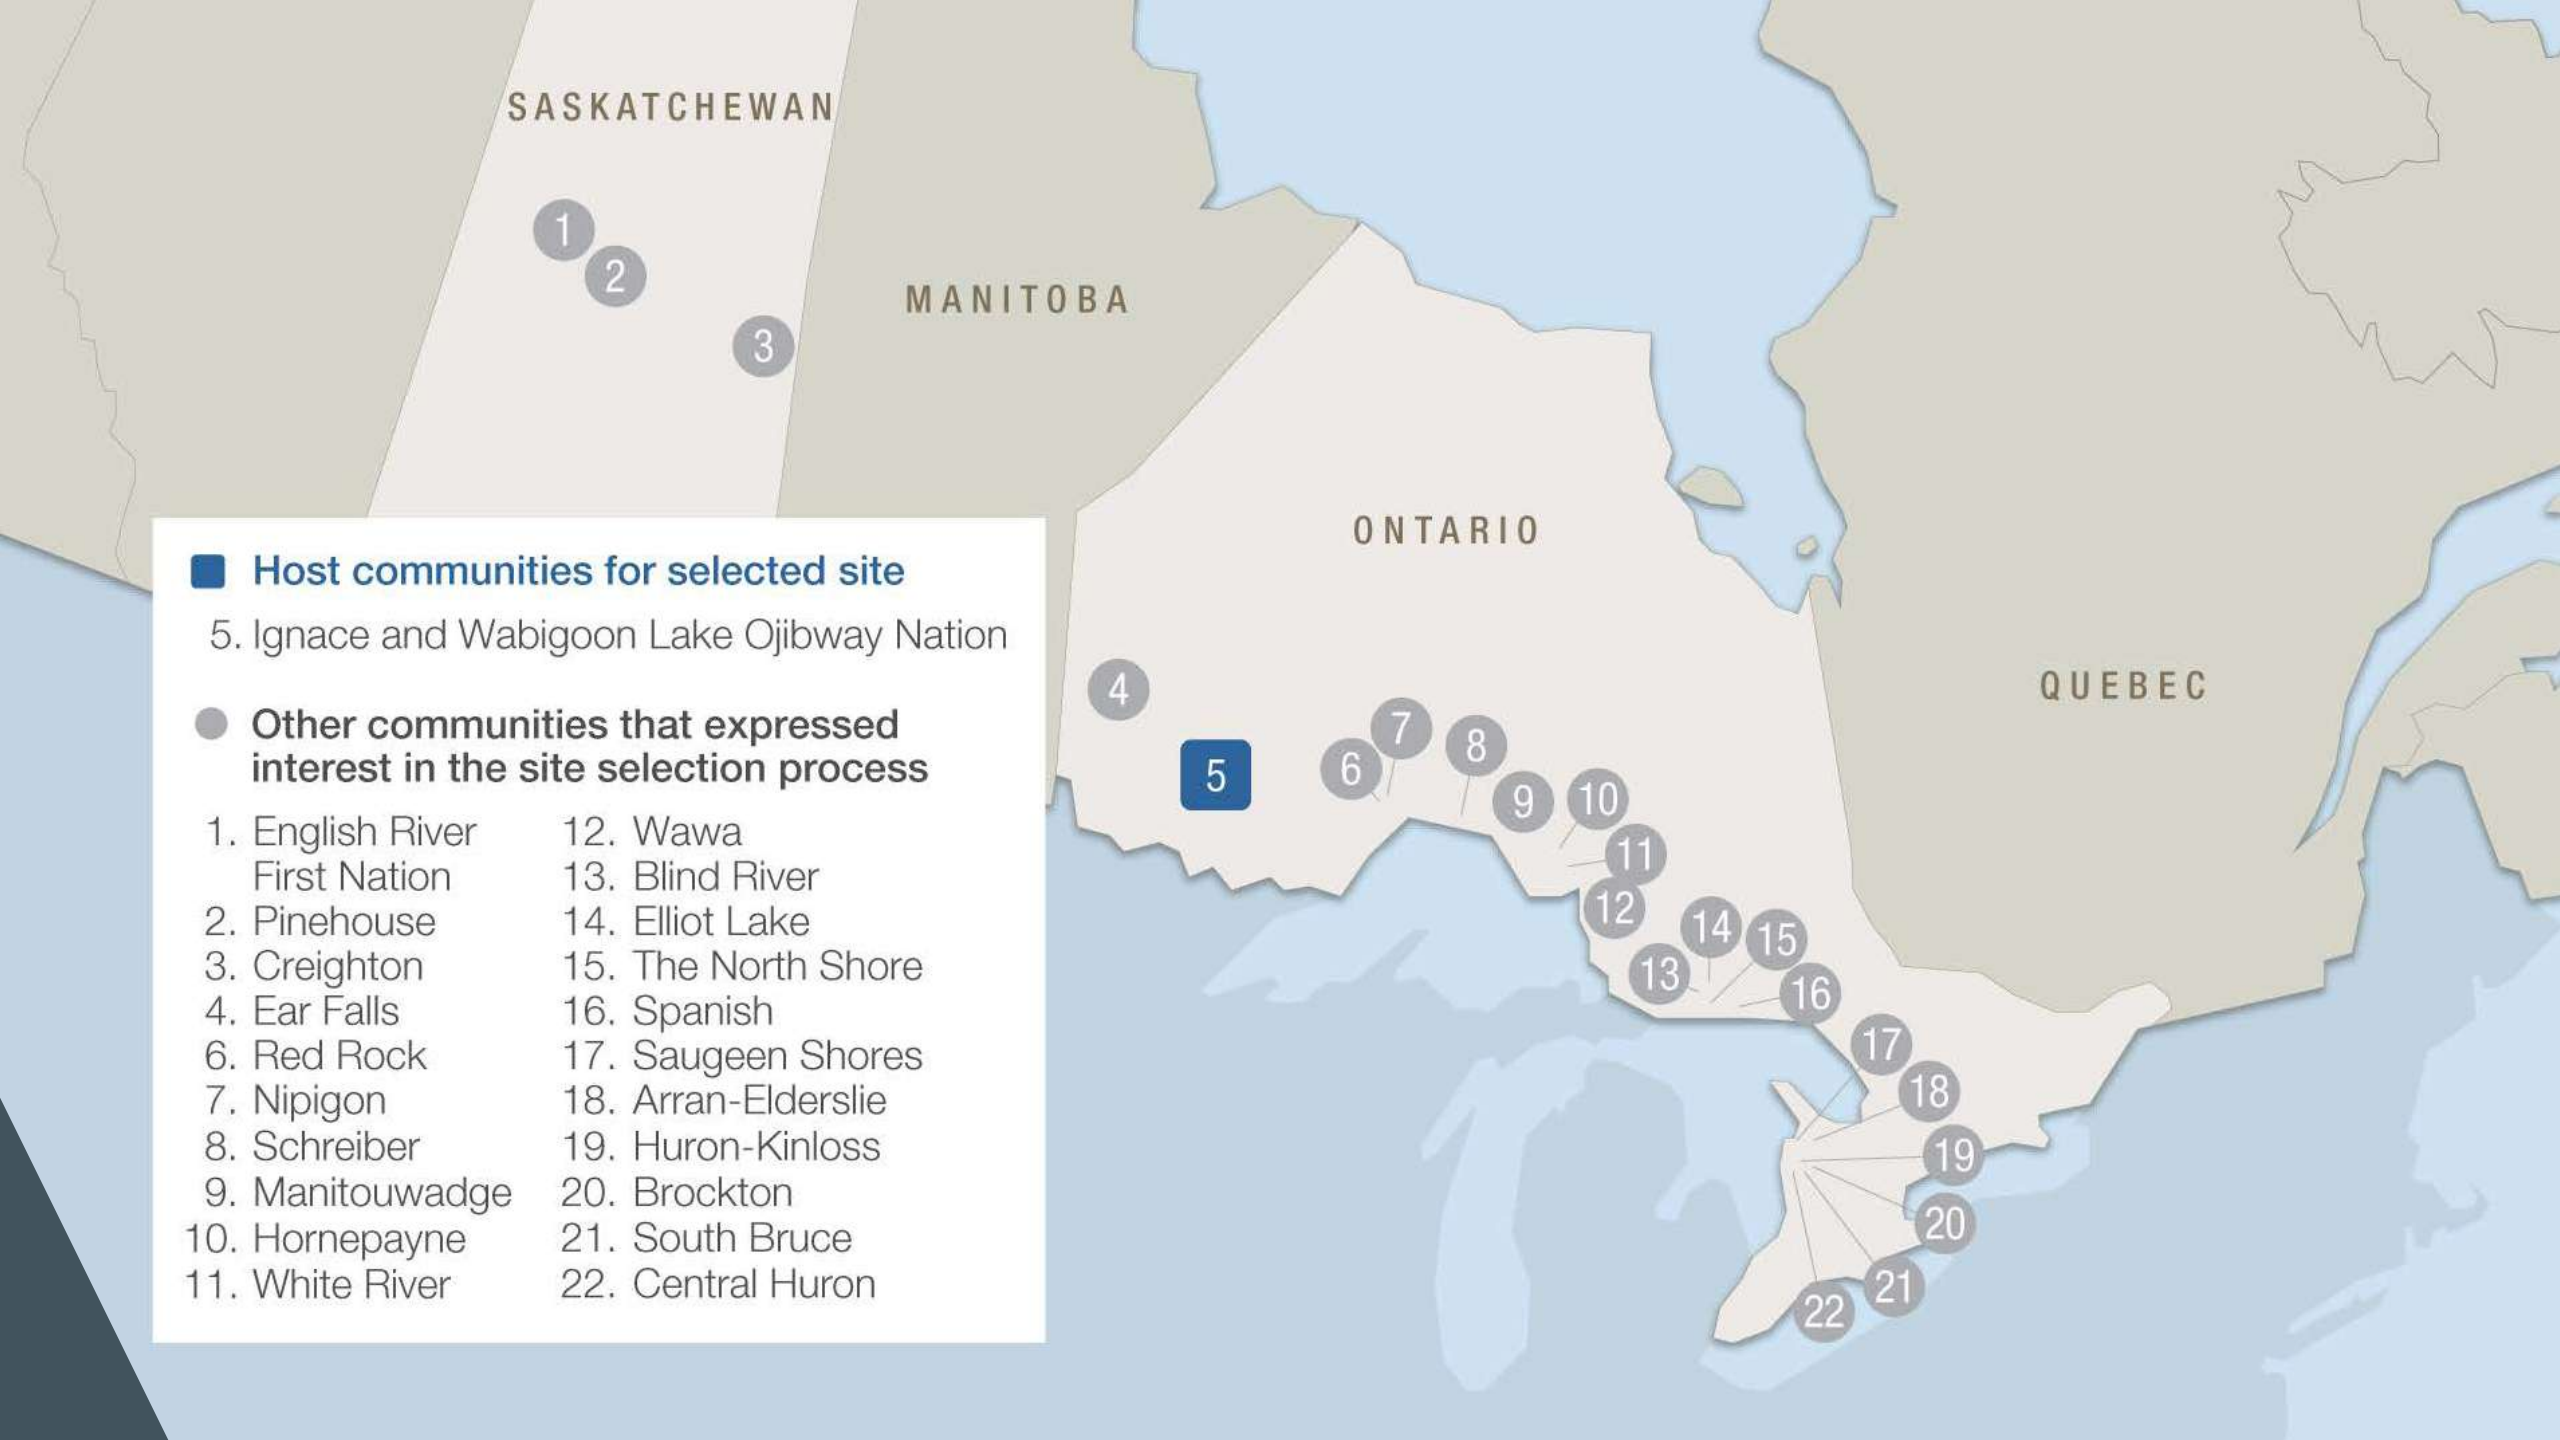 SASKATCHEWAN
MANITOBA
ONTARIO
QUEBEC
1
2
3
4
5
6
7
8
9
10
11
12
13
14
15
16
17
18
19
20
21
22
Host communities for selected site
5. Ignace and Wabigoon Lake Ojibway Nation
Other communities that expressed
interest in the site selection process
1. English River
First Nation
2. Pinehouse
3. Creighton
4. Ear Falls
6. Red Rock
7. Nipigon
8. Schreiber
9. Manitouwadge
10. Hornepayne
11. White River
12. Wawa
13. Blind River
14. Elliot Lake
15. The North Shore
16. Spanish
17. Saugeen Shores
18. Arran-Elderslie
19. Huron-Kinloss
20. Brockton
21. South Bruce
22. Central Huron